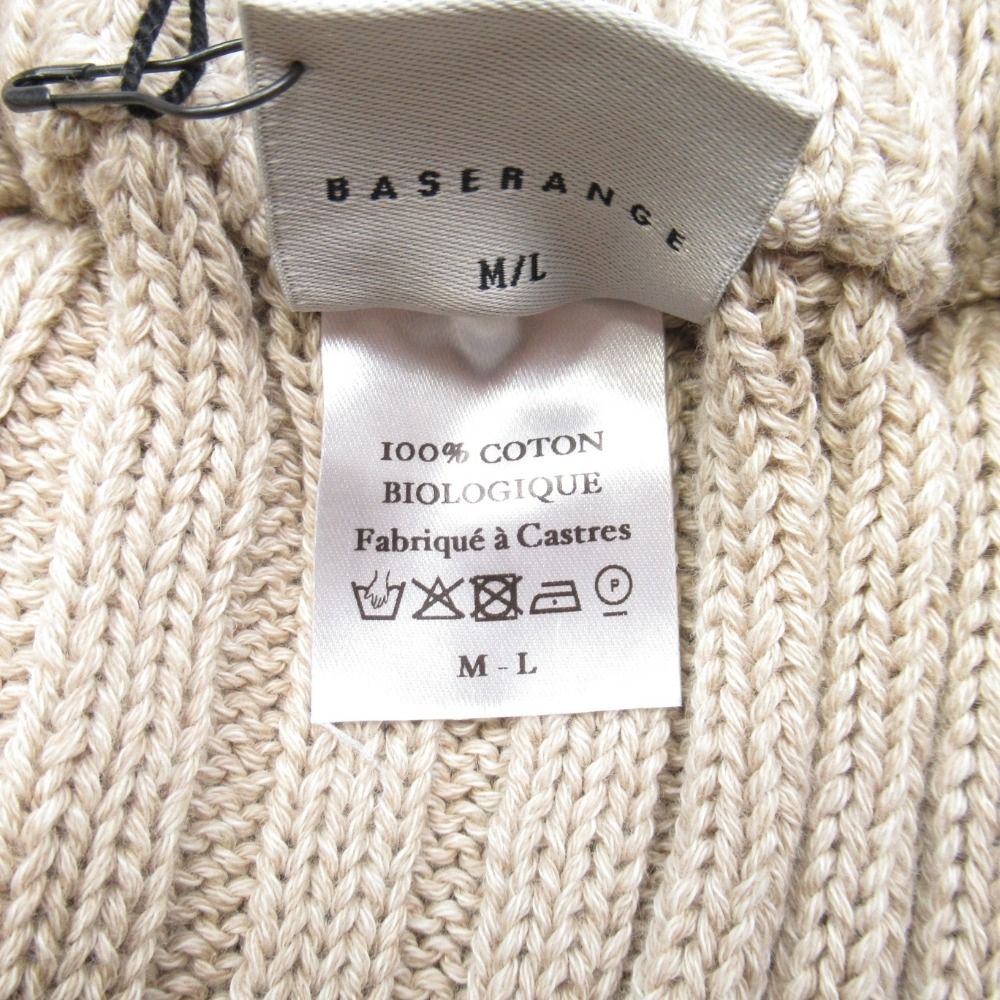 BASERANGE
M/L
100% COTON
BIOLOGIQUE
Fabriqué à Castres
P
M - L